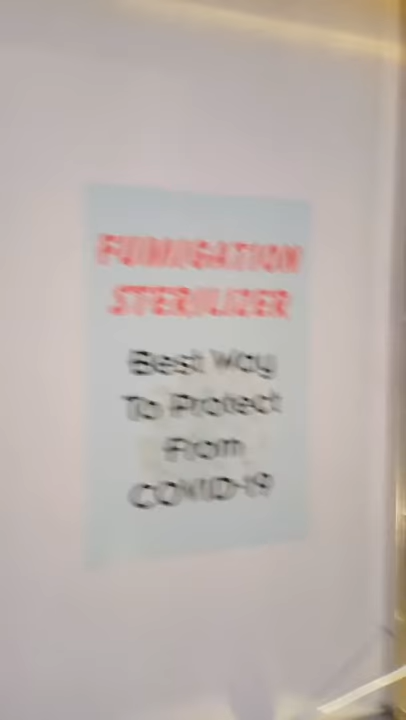 FUMIGATION
STERILIZER
Best Way
To Protect
From
COVID-19